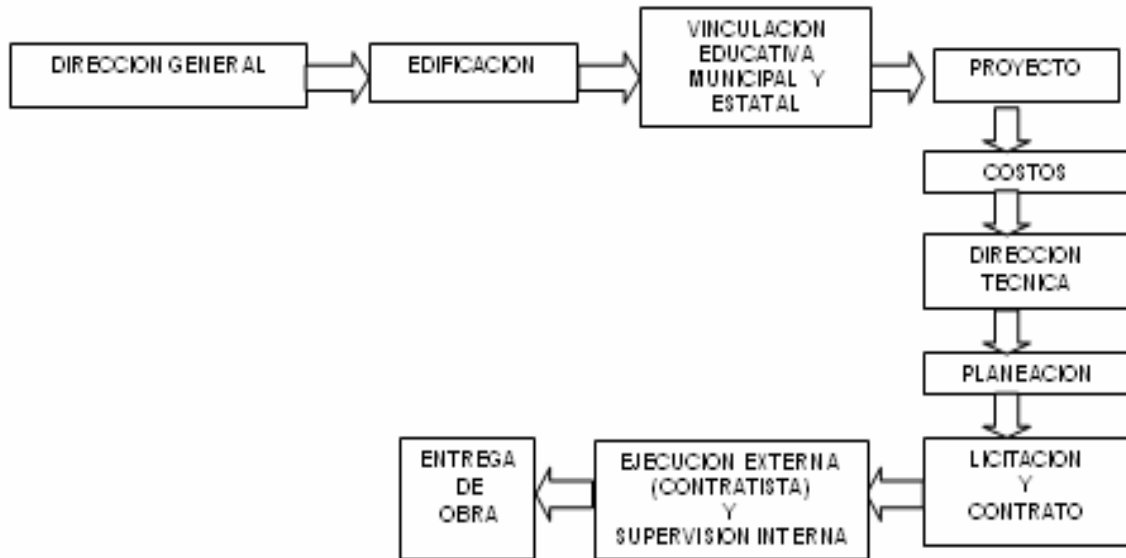 DIRECCION GENERAL
EDIFICACION
VINCULACION
EDUCATIVA
MUNICIPAL Y
ESTATAL
PROYECTO
COSTOS
DIRECCION
TECNICA
PLANEACION
LICITACION
Y
CONTRATO
EJECUCION EXTERNA
(CONTRATISTA)
Y
SUPERVISION INTERNA
ENTREGA
DE
OBRA